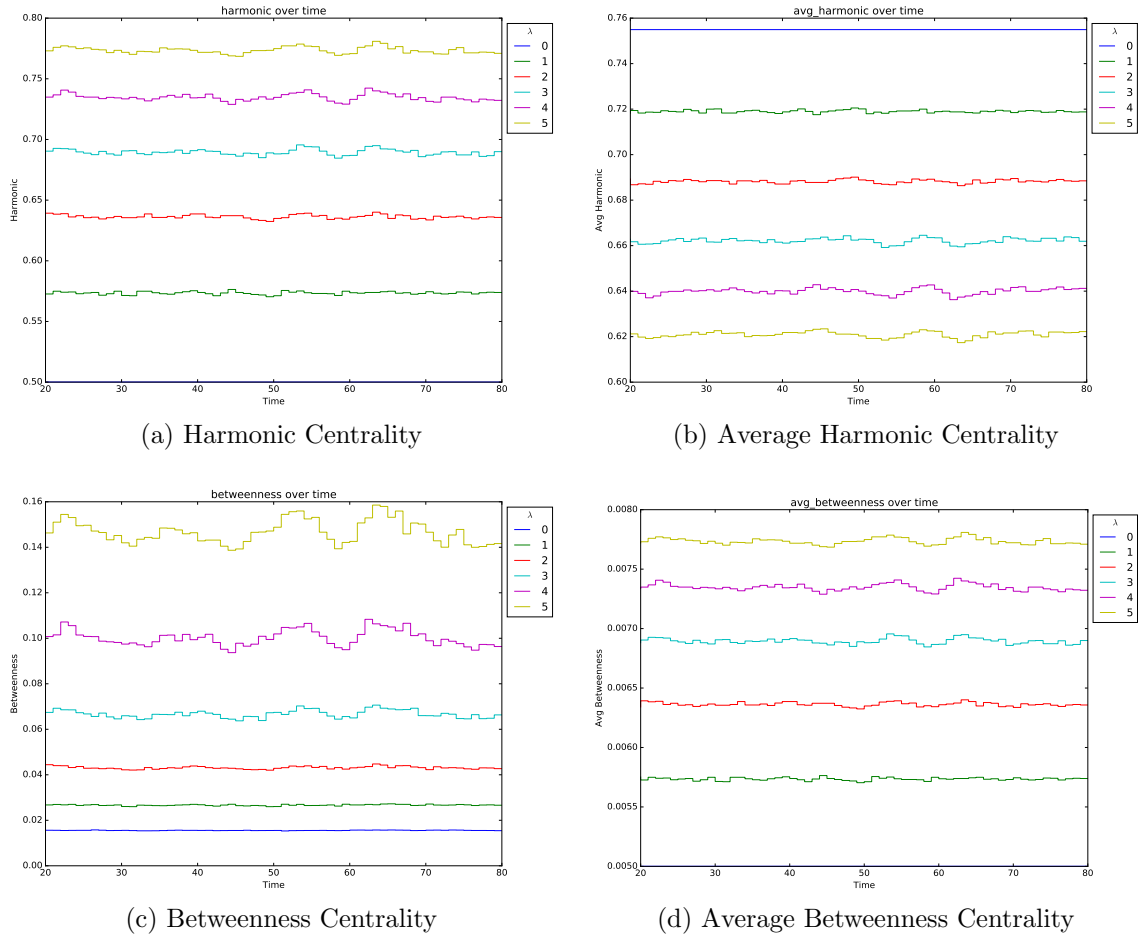 harmonic over time
0.80
0.75
0.70
0.65
0.60
0.55
0.50
Harmonic
20 30 40 50 60 70 80
Time
λ
0
1
2
3
4
5
(a) Harmonic Centrality
avg_harmonic over time
0.76
0.74
0.72
0.70
0.68
0.66
0.64
0.62
0.60
Avg Harmonic
20 30 40 50 60 70 80
Time
λ
0
1
2
3
4
5
(b) Average Harmonic Centrality
betweenness over time
0.16
0.14
0.12
0.10
0.08
0.06
0.04
0.02
0.00
Betweenness
20 30 40 50 60 70 80
Time
λ
0
1
2
3
4
5
(c) Betweenness Centrality
avg_betweenness over time
0.0080
0.0075
0.0070
0.0065
0.0060
0.0055
0.0050
Avg Betweenness
20 30 40 50 60 70 80
Time
λ
0
1
2
3
4
5
(d) Average Betweenness Centrality